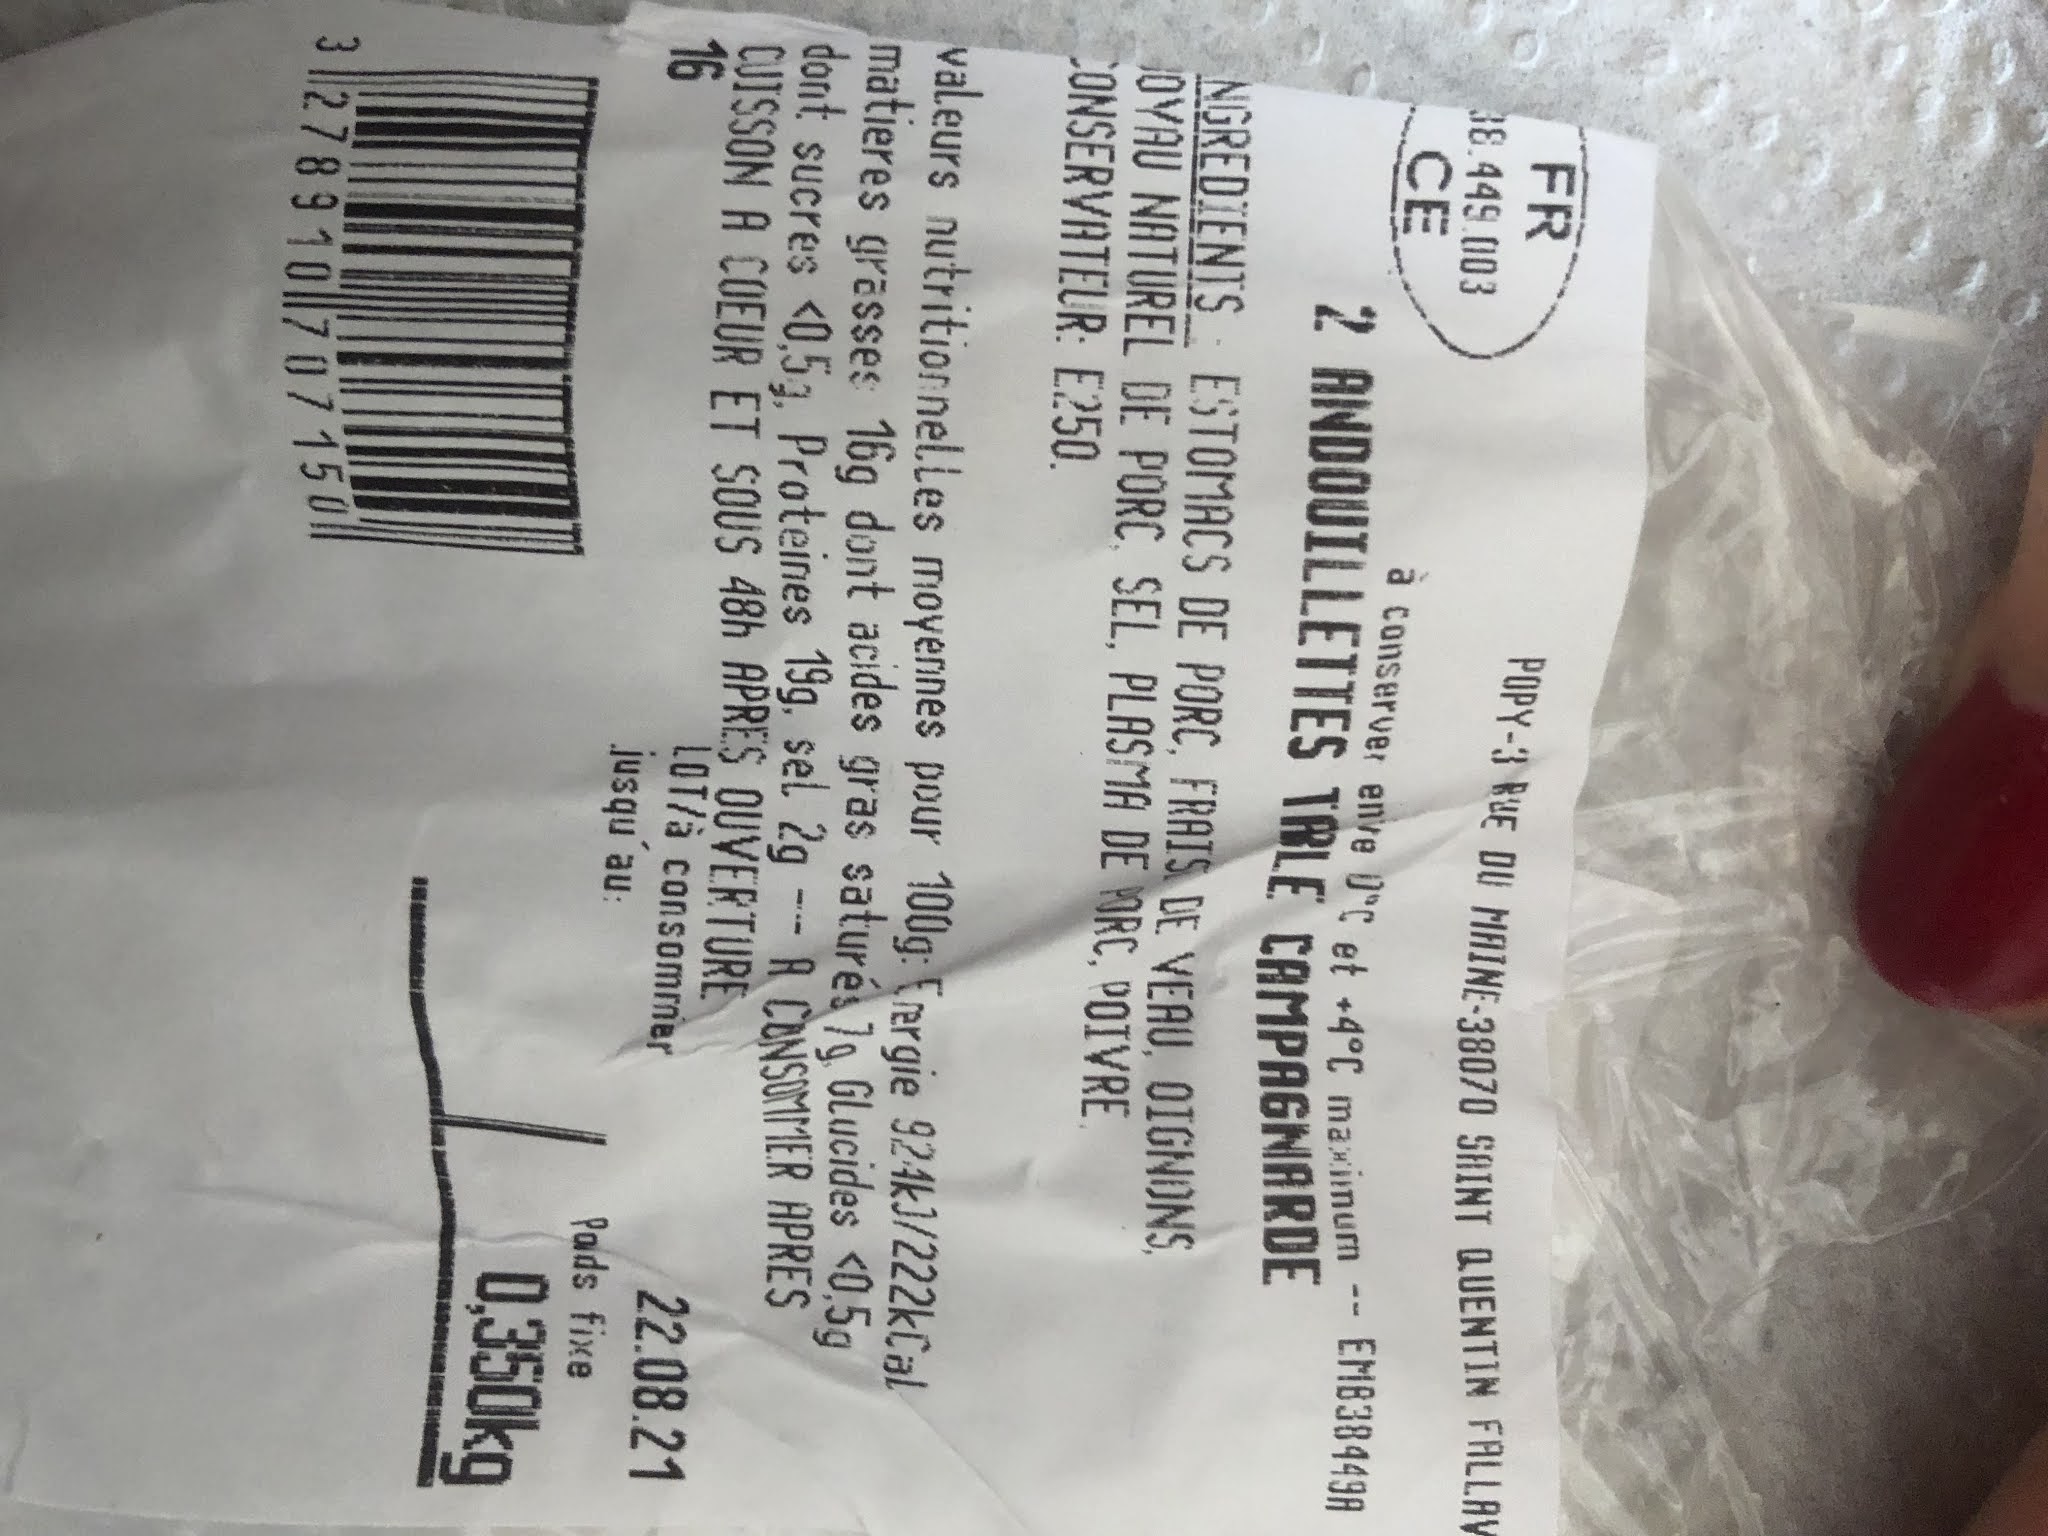 POPY-3 RUE DU MAINE-38070 SAINT QUENTIN FALLAV
FR
38.449.003
CE
à conserver entre 0°C et +4°C maximum -- EMB38449A
2 ANDOUILLETTES TABLE CAMPAGNARDE
INGREDIENTS : ESTOMACS DE PORC, FRAIS DE VEAU, OIGNONS,
BOYAU NATUREL DE PORC, SEL, PLASMA DE PORC, POIVRE.
CONSERVATEUR: E250.
valeurs nutritionnelles moyennes pour 100g: Energie 924kJ/222kCal
matieres grasses 16g dont acides gras saturés 7g, Glucides <0,5g
dont sucres <0,5g, Proteines 19g, sel 2g --- A CONSOMMER APRES
CUISSON A COEUR ET SOUS 48h APRES OUVERTURE
16
LOT/à consommer
jusqu'au:
22.08.21
Poids fixe
0,350kg
3 278910 707150